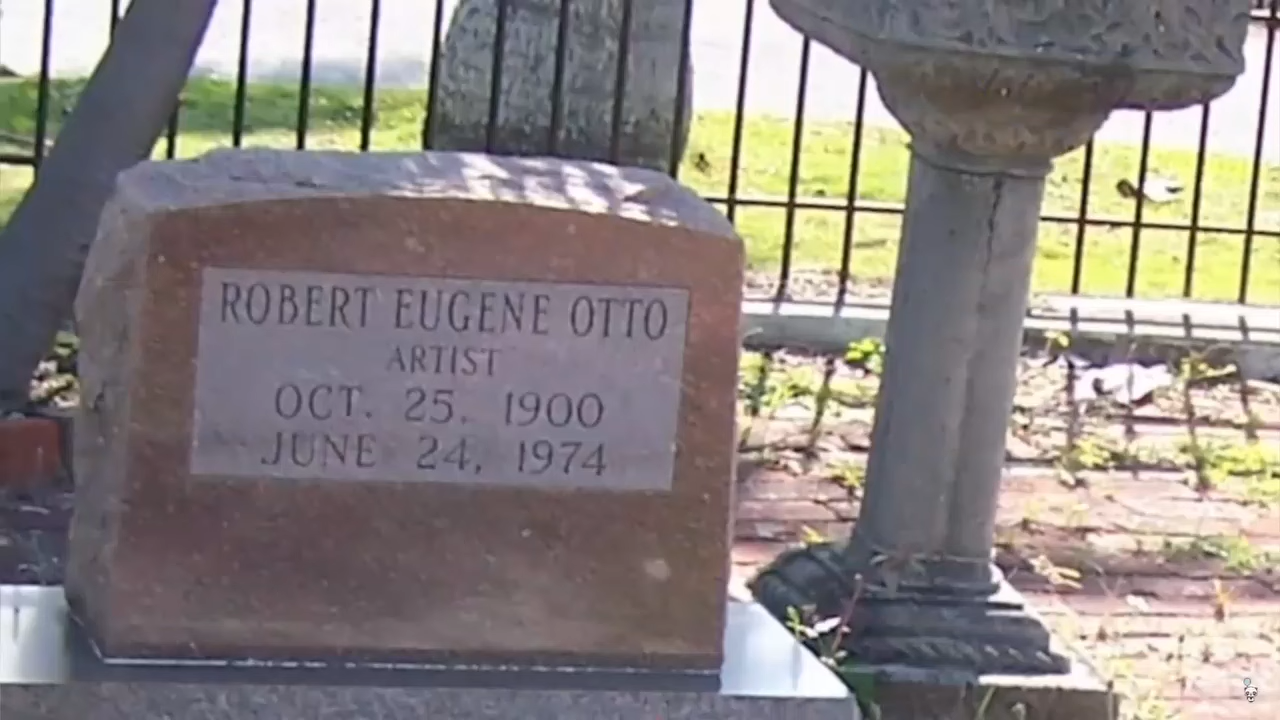 ROBERT EUGENE OTTO
ARTIST
OCT. 25, 1900
JUNE 24, 1974